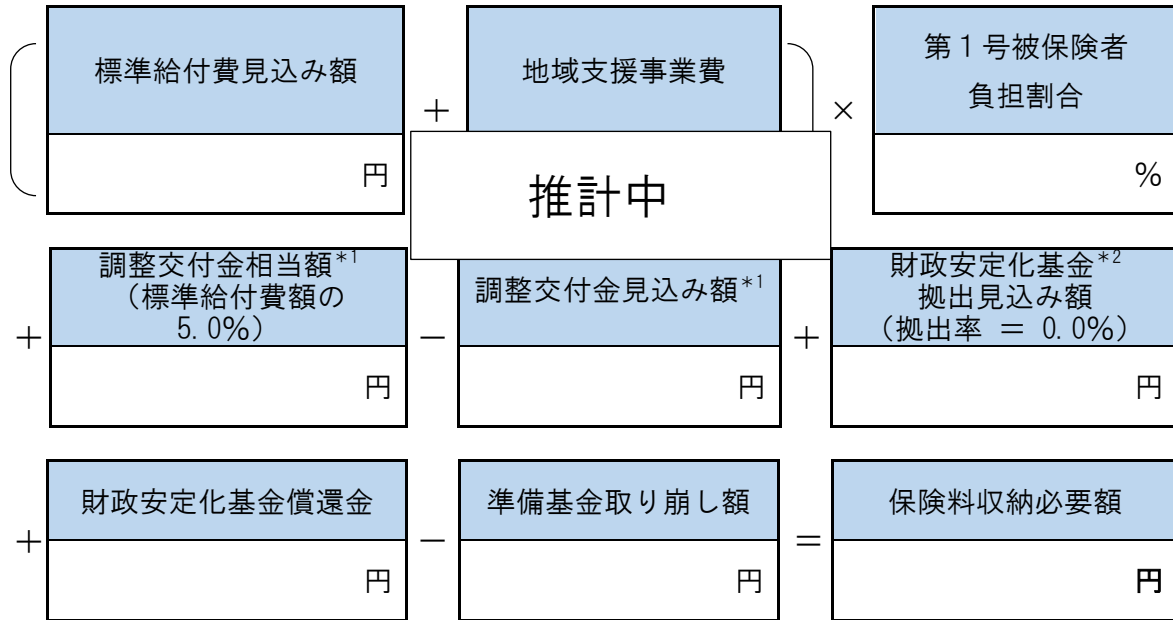 標準給付費見込み額
＋
地域支援事業費
×
第１号被保険者
負担割合
円
推計中
%
＋
調整交付金相当額*1
（標準給付費額の
5.0%）
－
調整交付金見込み額*1
＋
財政安定化基金*2
拠出見込み額
（拠出率 ＝ 0.0%）
円
円
円
＋
財政安定化基金償還金
－
準備基金取り崩し額
＝
保険料収納必要額
円
円
円